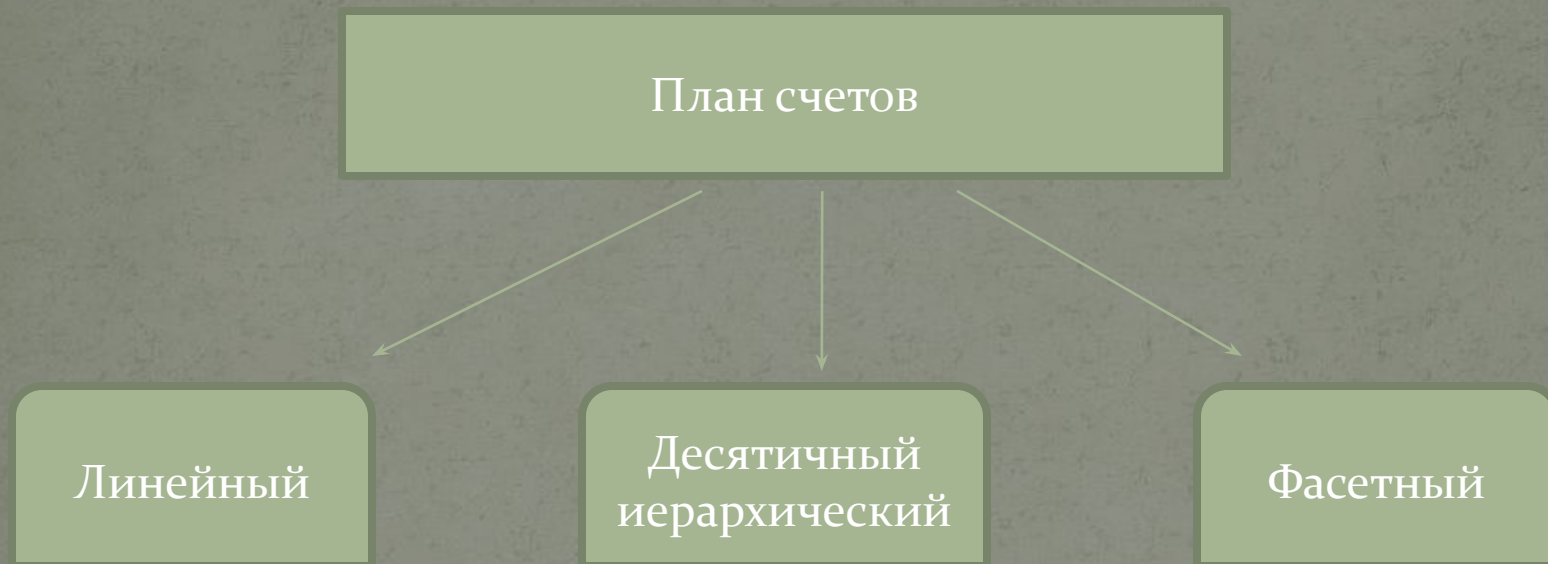 План счетов
Линейный
Десятичный
иерархический
Фасетный